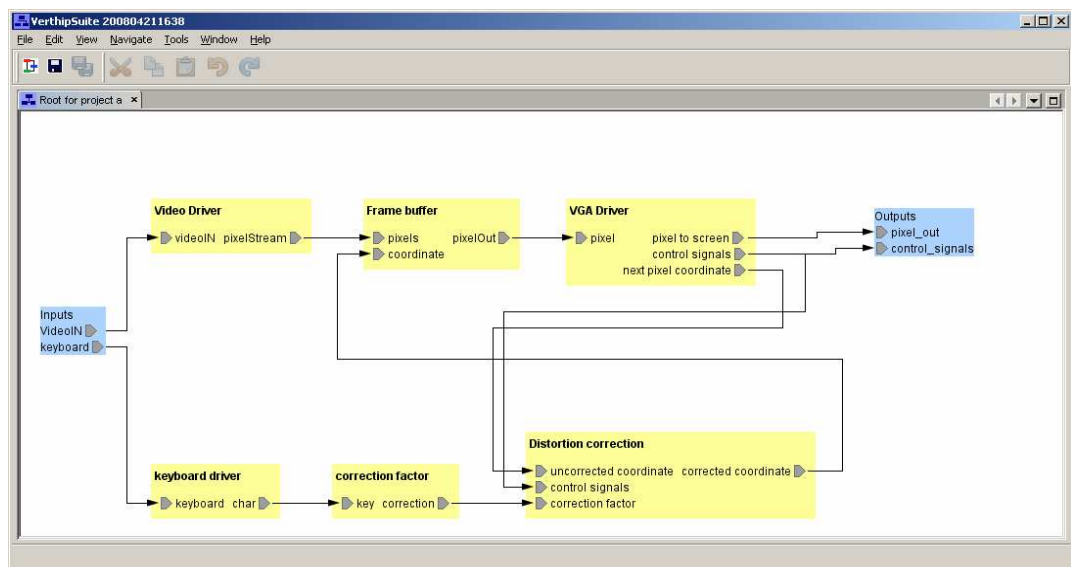 VerthipSuite 200804211638
File Edit View Navigate Tools Window Help
Root for project a
Video Driver
videoIN pixelStream
Frame buffer
pixels pixelOut
coordinate
VGA Driver
pixel pixel to screen
control signals
next pixel coordinate
Outputs
pixel_out
control_signals
Inputs
VideoIN
keyboard
keyboard driver
keyboard char
correction factor
key correction
Distortion correction
uncorrected coordinate corrected coordinate
control signals
correction factor